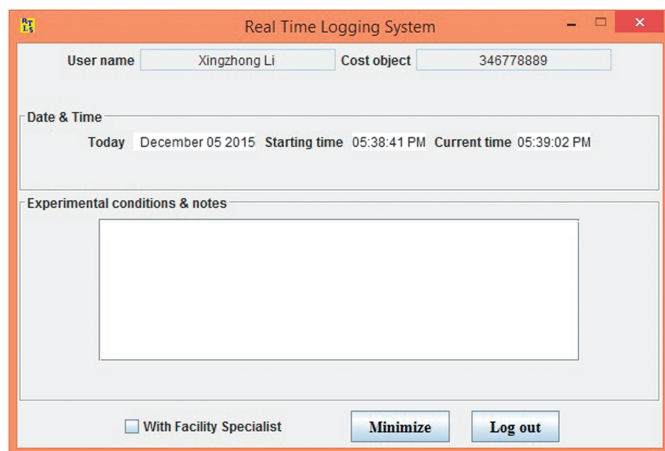 RTLS
Real Time Logging System
User name Xingzhong Li Cost object 346778889
Date & Time
Today December 05 2015 Starting time 05:38:41 PM Current time 05:39:02 PM
Experimental conditions & notes
With Facility Specialist Minimize Log out